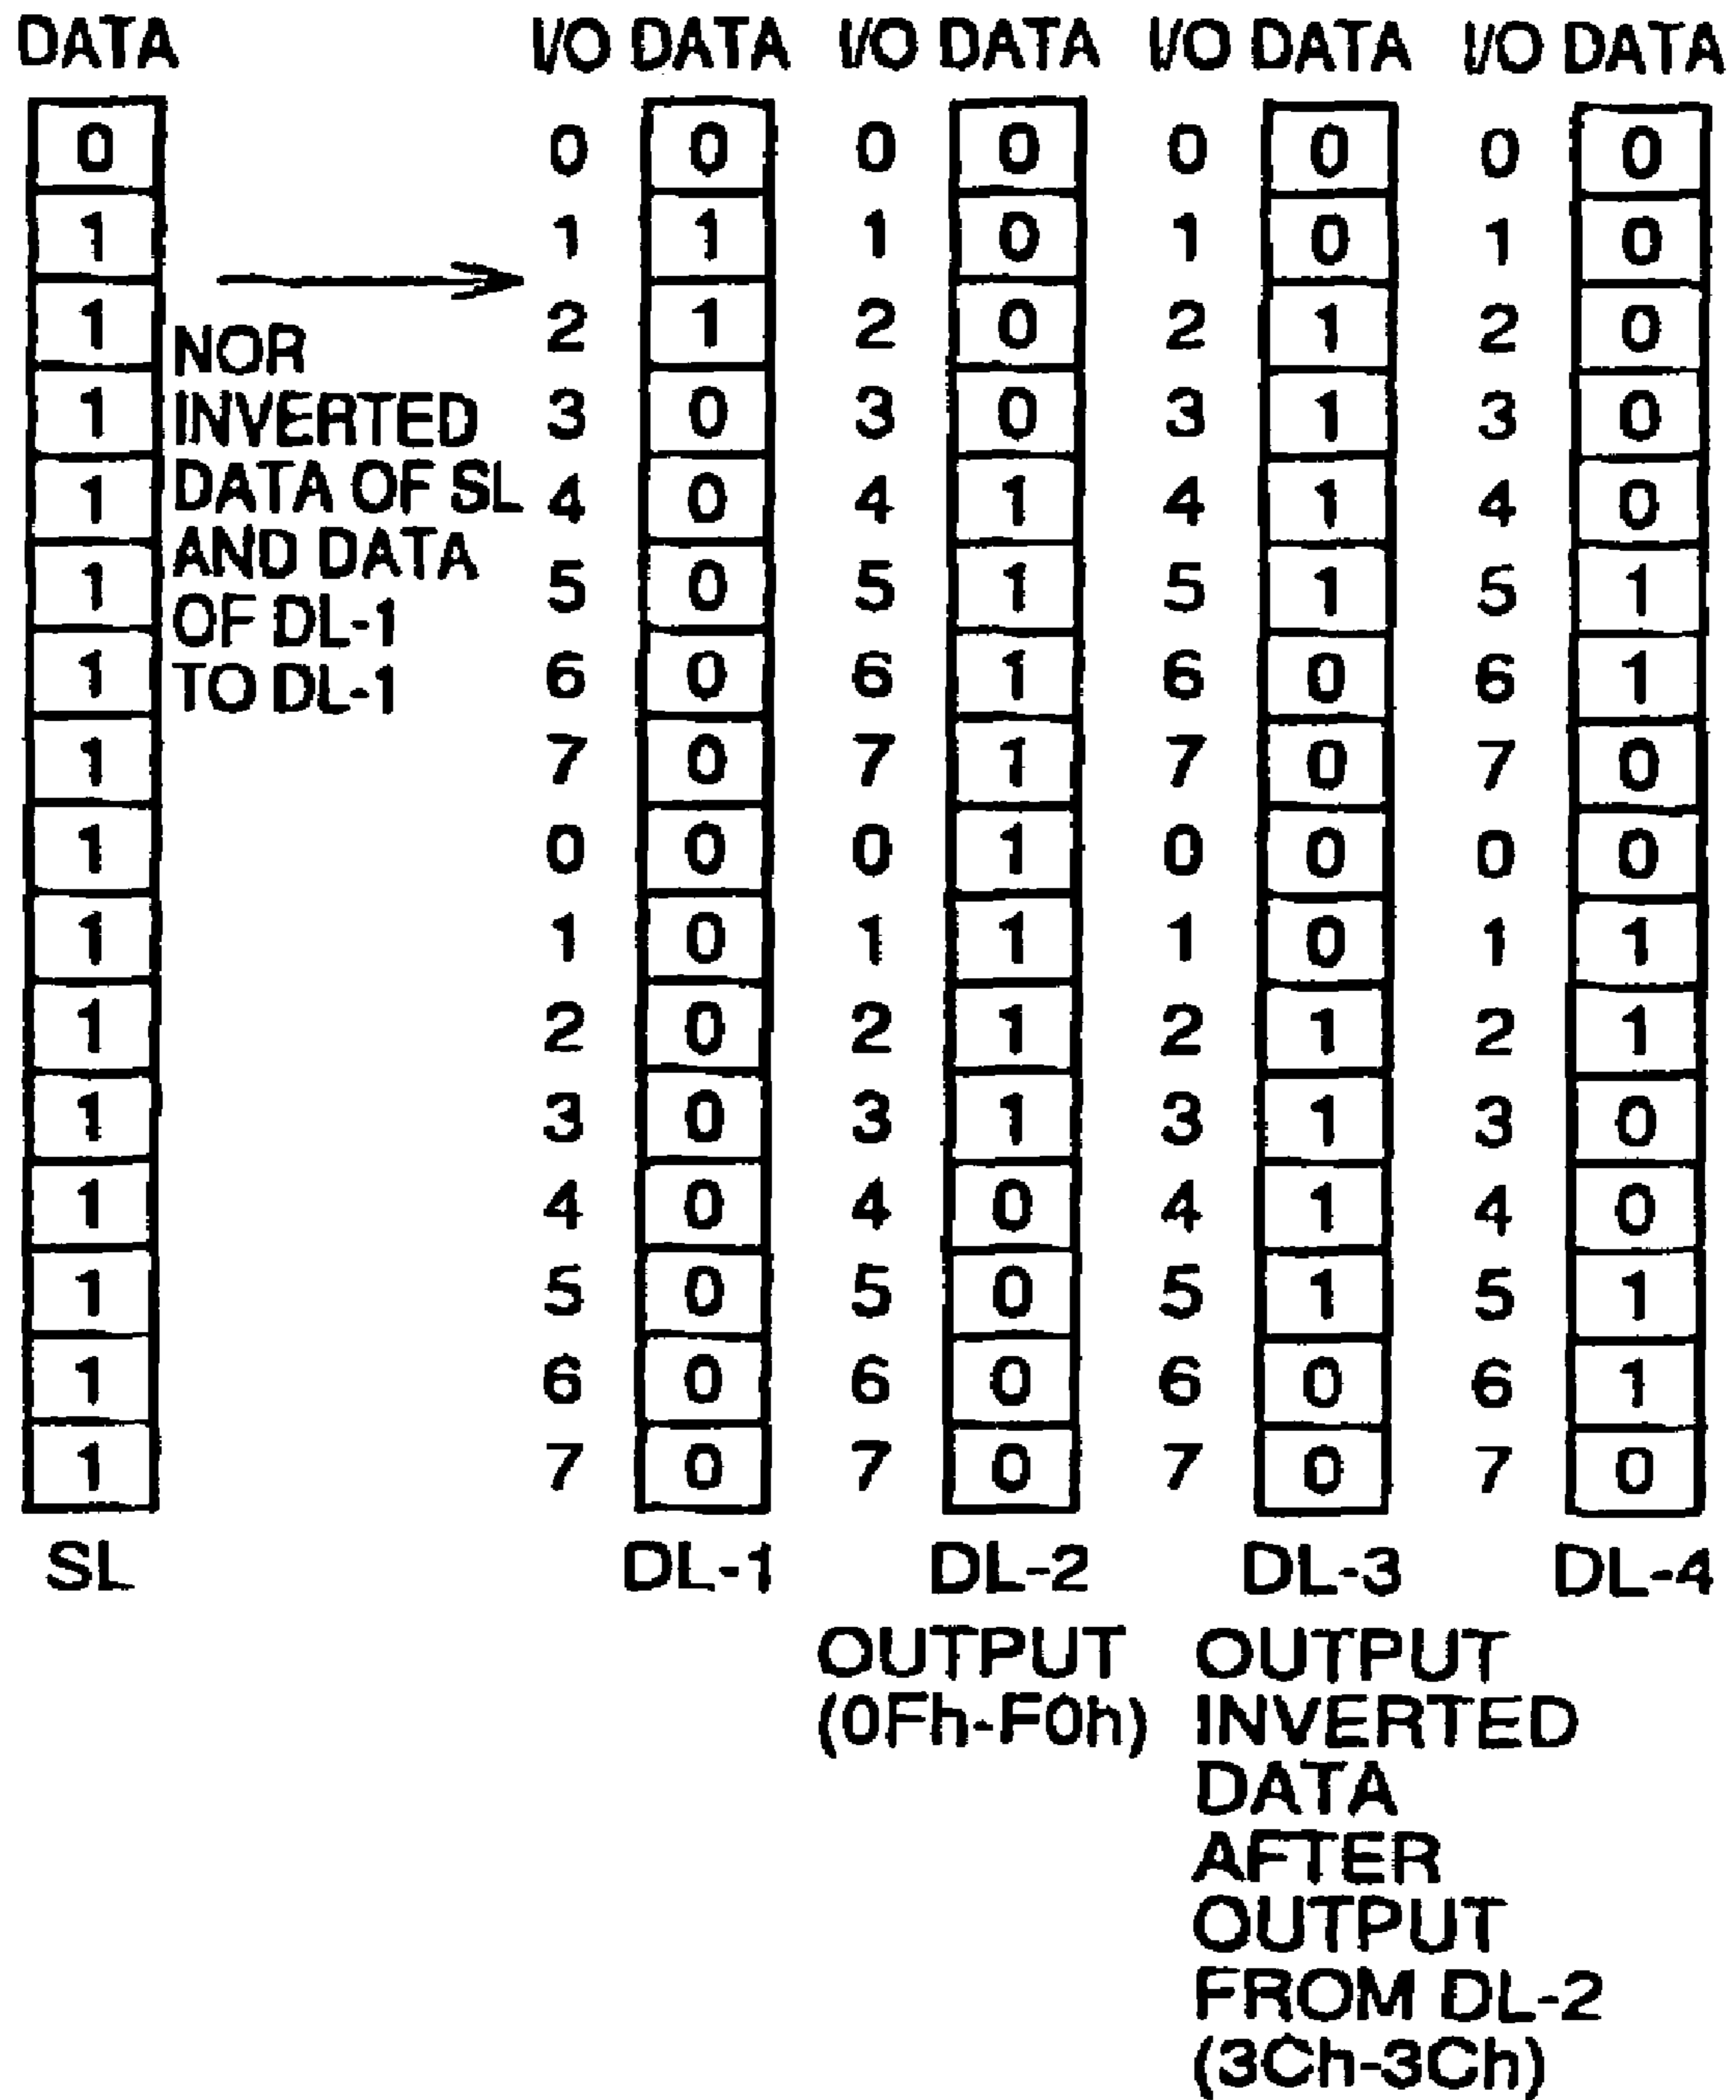 DATA I/O DATA I/O DATA I/O DATA I/O DATA
0 0 0 0 0 0 0 0 0
1 1 1 1 0 1 0 1 0
1 2 1 2 0 2 1 2 0
NOR
1 3 0 3 0 3 1 3 0
INVERTED
1 4 0 4 1 4 1 4 0
DATA OF SL
AND DATA
1 5 0 5 1 5 1 5 1
OF DL-1
1 6 0 6 1 6 0 6 1
TO DL-1
1 7 0 7 1 7 0 7 0
1 0 0 0 1 0 0 0 0
1 1 0 1 1 1 0 1 1
1 2 0 2 1 2 1 2 1
1 3 0 3 1 3 1 3 0
1 4 0 4 0 4 1 4 0
1 5 0 5 0 5 1 5 1
1 6 0 6 0 6 0 6 1
1 7 0 7 0 7 0 7 0
SL DL-1 DL-2 DL-3 DL-4
OUTPUT
(0Fh-F0h)
OUTPUT
INVERTED
DATA
AFTER
OUTPUT
FROM DL-2
(3Ch-3Ch)